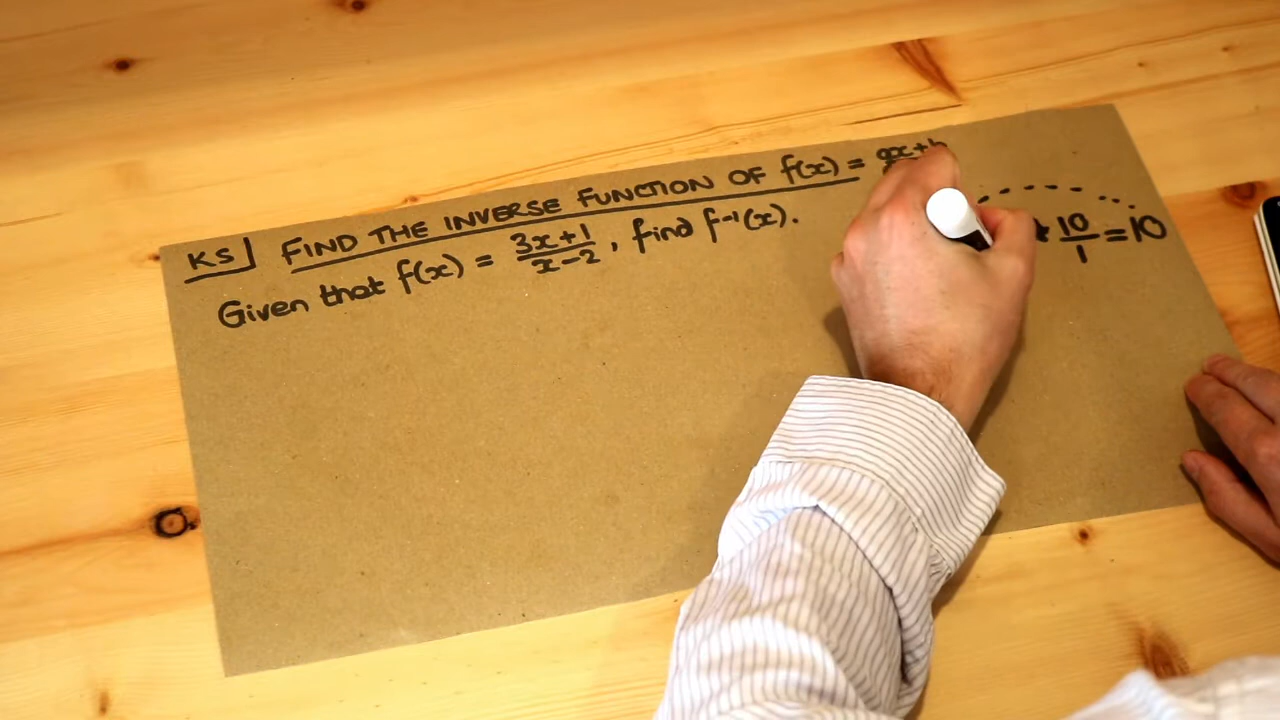 KS FIND THE INVERSE FUNCTION OF f(x) =
Given that f(x) = 3x+1/x-2, find f⁻¹(x).
10/1 = 10